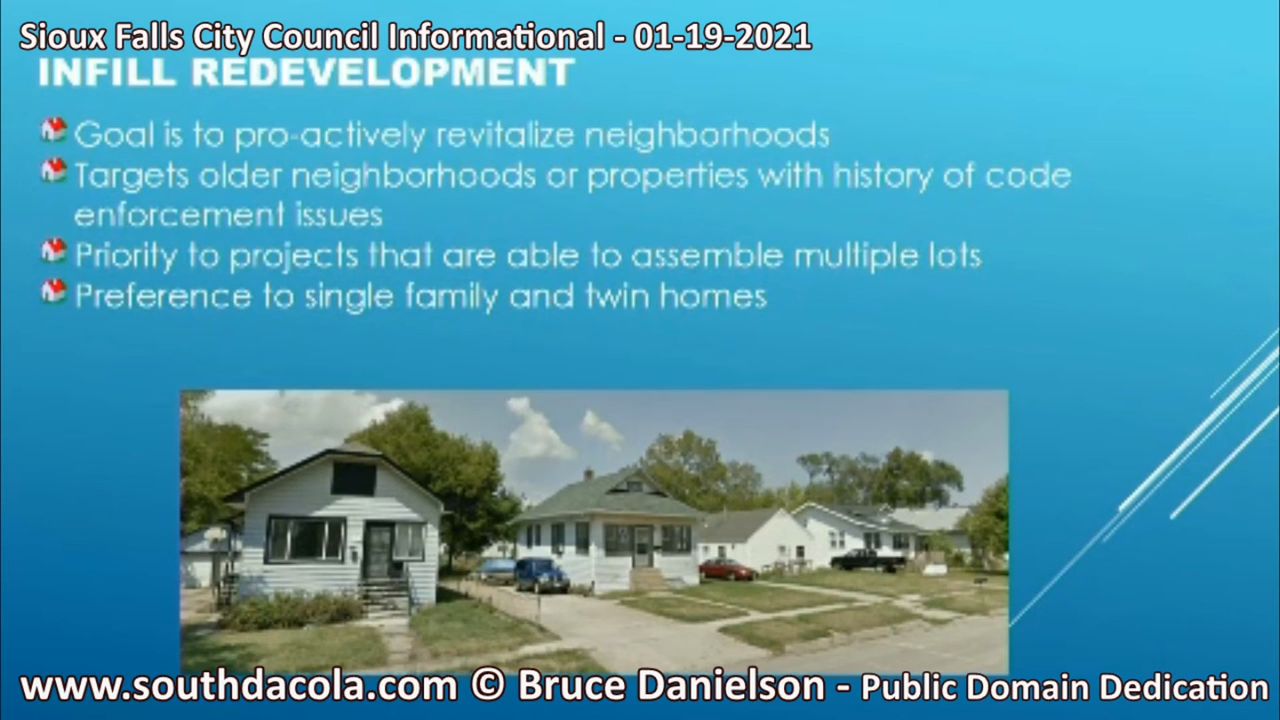 Sioux Falls City Council Informational - 01-19-2021
INFILL REDEVELOPMENT
Goal is to pro-actively revitalize neighborhoods
Targets older neighborhoods or properties with history of code
enforcement issues
Priority to projects that are able to assemble multiple lots
Preference to single family and twin homes
www.southdacola.com © Bruce Danielson - Public Domain Dedication